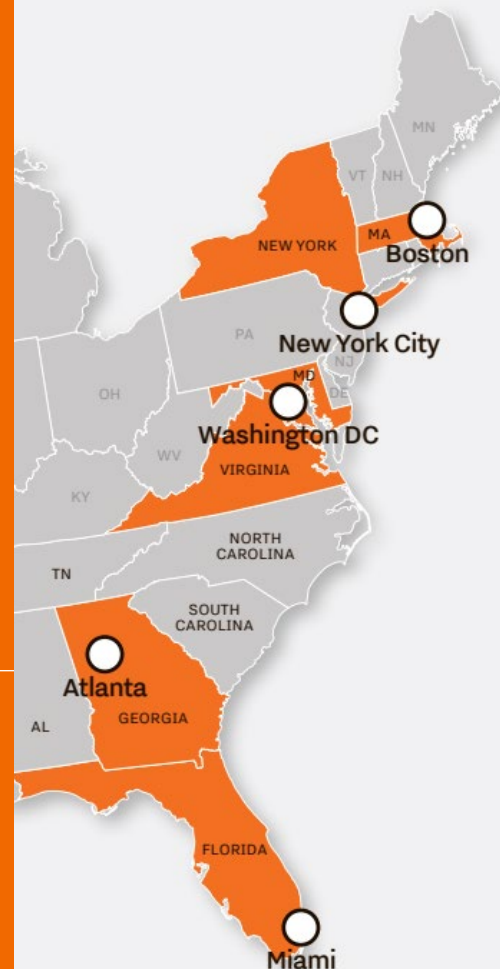 MN
VT
NH
NEW YORK
MA
Boston
PA
New York City
NJ
MD
DE
OH
Washington DC
WV
VIRGINIA
KY
NORTH
CAROLINA
TN
SOUTH
CAROLINA
Atlanta
GEORGIA
AL
FLORIDA
Miami